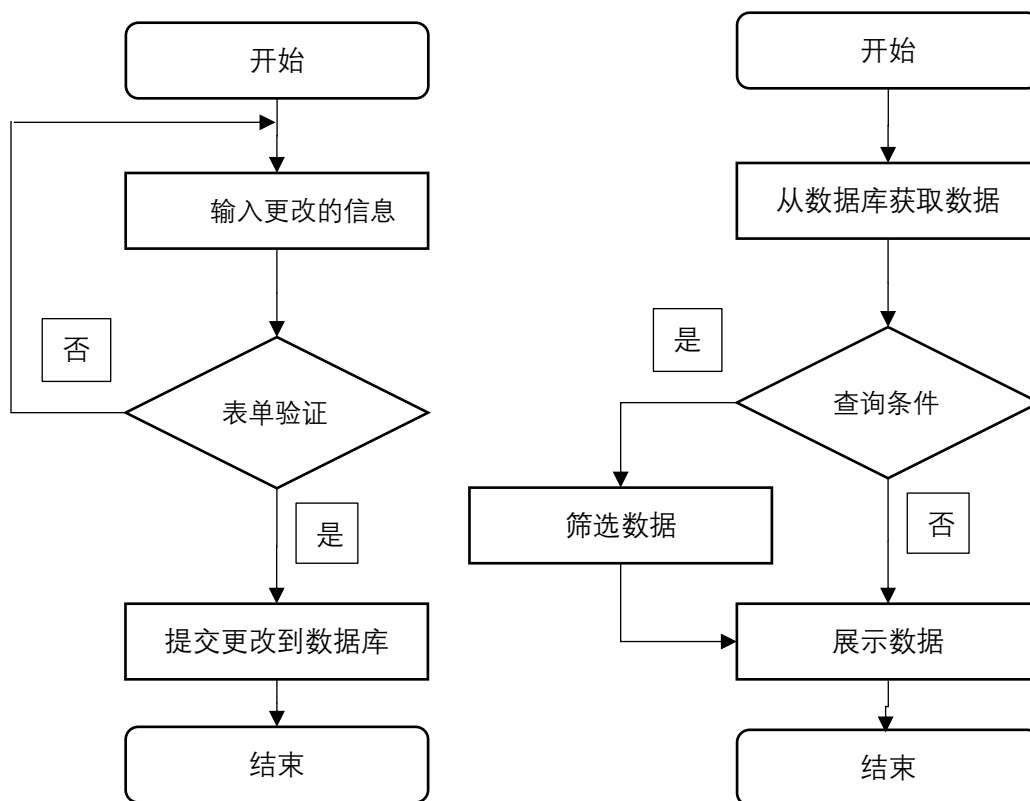 开始
输入更改的信息
否
表单验证
是
提交更改到数据库
结束
开始
从数据库获取数据
是
查询条件
筛选数据
否
展示数据
结束